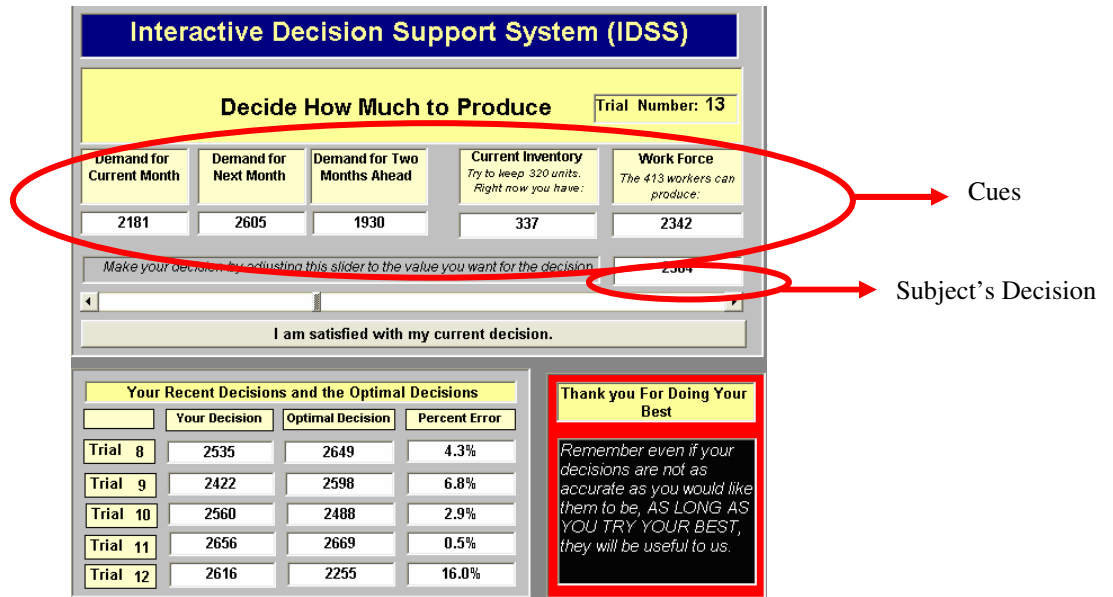 Interactive Decision Support System (IDSS)
Decide How Much to Produce
Trial Number: 13
Demand for
Current Month
Demand for
Next Month
Demand for Two
Months Ahead
Current Inventory
Try to keep 320 units.
Right now you have:
Work Force
The 413 workers can
produce:
2181
2605
1930
337
2342
Cues
Make your decision by adjusting this slider to the value you want for the decision
Subject's Decision
I am satisfied with my current decision.
Your Recent Decisions and the Optimal Decisions
Your Decision Optimal Decision Percent Error
Trial 8 2535 2649 4.3%
Trial 9 2422 2598 6.8%
Trial 10 2560 2488 2.9%
Trial 11 2656 2669 0.5%
Trial 12 2616 2255 16.0%
Thank you For Doing Your
Best
Remember even if your
decisions are not as
accurate as you would like
them to be, AS LONG AS
YOU TRY YOUR BEST,
they will be useful to us.